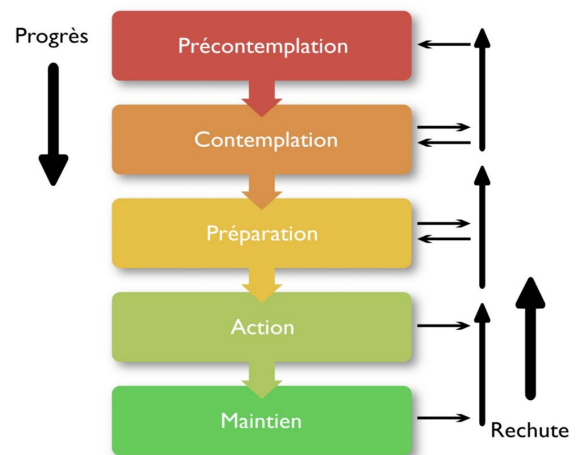 Progrès
Précontemplation
Contemplation
Préparation
Action
Maintien
Rechute